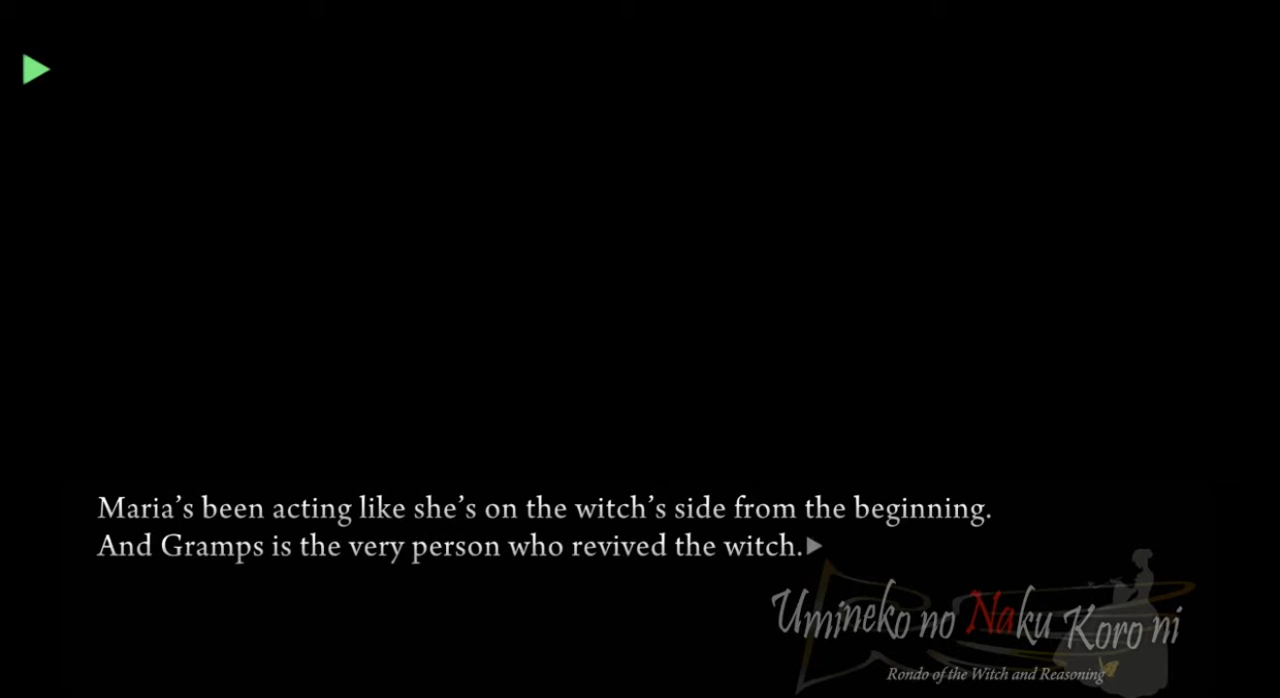 Maria’s been acting like she’s on the witch’s side from the beginning.
And Gramps is the very person who revived the witch.
Umineko no Naku Koro ni
Rondo of the Witch and Reasoning